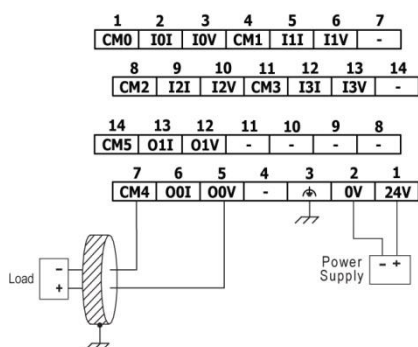 1 2 3 4 5 6 7
CM0 I0I I0V CM1 I1I I1V -
8 9 10 11 12 13 14
CM2 I2I I2V CM3 I3I I3V -
14 13 12 11 10 9 8
CM5 O1I O1V - - - -
7 6 5 4 3 2 1
CM4 O0I O0V - 0V 24V
Load - +
Power Supply - +